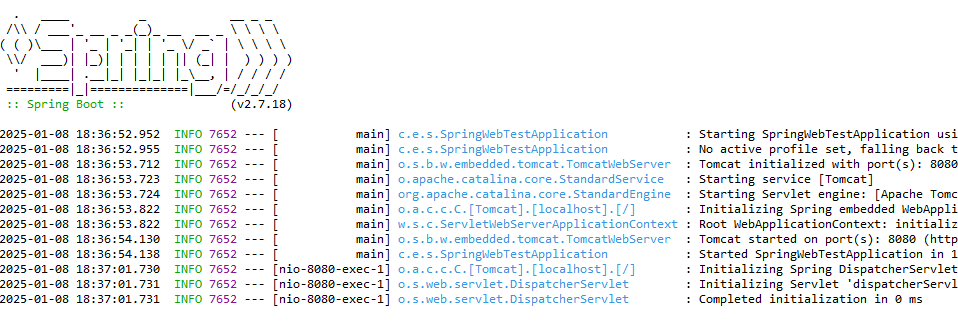 .   ____          _            __ _ _
 /\\ / ___'_ __ _ _(_)_ __  __ _ \ \ \ \
( ( )\___ | '_ | '_| | '_ \/ _` | \ \ \ \
 \\/  ___)| |_)| | | | | || (_| |  ) ) ) )
  '  |____| .__|_| |_|_| |_\__, | / / / /
 =========|_|==============|___/=/_/_/_/
 :: Spring Boot ::               (v2.7.18)
2025-01-08 18:36:52.952  INFO 7652 --- [           main] c.e.s.SpringWebTestApplication           : Starting SpringWebTestApplication usi
2025-01-08 18:36:52.955  INFO 7652 --- [           main] c.e.s.SpringWebTestApplication           : No active profile set, falling back t
2025-01-08 18:36:53.712  INFO 7652 --- [           main] o.s.b.w.embedded.tomcat.TomcatWebServer  : Tomcat initialized with port(s): 8080
2025-01-08 18:36:53.723  INFO 7652 --- [           main] o.apache.catalina.core.StandardService   : Starting service [Tomcat]
2025-01-08 18:36:53.724  INFO 7652 --- [           main] org.apache.catalina.core.StandardEngine  : Starting Servlet engine: [Apache Tomc
2025-01-08 18:36:53.822  INFO 7652 --- [           main] o.a.c.c.C.[Tomcat].[localhost].[/]       : Initializing Spring embedded WebAppli
2025-01-08 18:36:53.822  INFO 7652 --- [           main] w.s.c.ServletWebServerApplicationContext : Root WebApplicationContext: initializ
2025-01-08 18:36:54.130  INFO 7652 --- [           main] o.s.b.w.embedded.tomcat.TomcatWebServer  : Tomcat started on port(s): 8080 (http
2025-01-08 18:36:54.138  INFO 7652 --- [           main] c.e.s.SpringWebTestApplication           : Started SpringWebTestApplication in 1
2025-01-08 18:37:01.730  INFO 7652 --- [nio-8080-exec-1] o.a.c.c.C.[Tomcat].[localhost].[/]       : Initializing Spring DispatcherServlet
2025-01-08 18:37:01.731  INFO 7652 --- [nio-8080-exec-1] o.s.web.servlet.DispatcherServlet        : Initializing Servlet 'dispatcherServl
2025-01-08 18:37:01.731  INFO 7652 --- [nio-8080-exec-1] o.s.web.servlet.DispatcherServlet        : Completed initialization in 0 ms